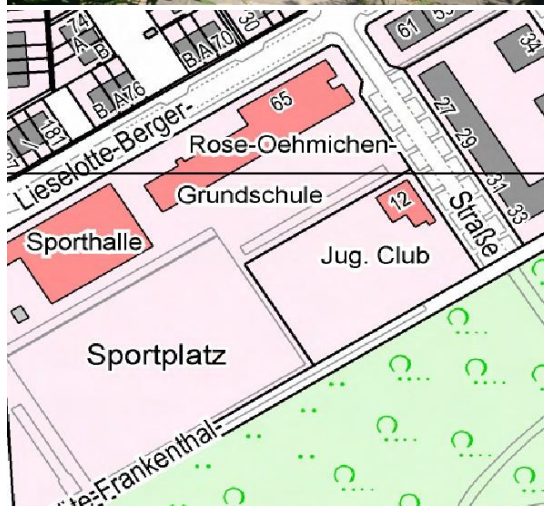 74
A
B
B
A
70
30
B
A
76
181
61
34
65
27
29
31
33
Lieselotte-Berger-
Rose-Oehmichen-
Grundschule
12
Straße
Sporthalle
Jug. Club
Sportplatz
te-Frankenthal-